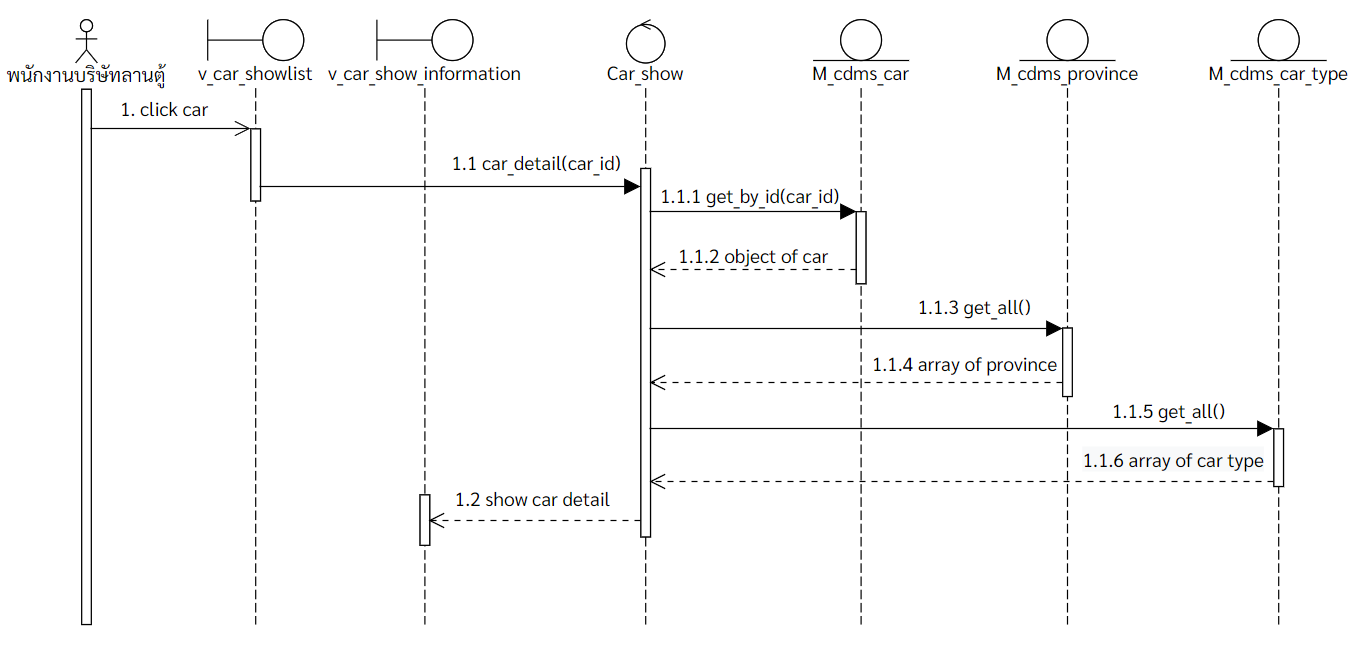 พนักงานบริษัทลานตู้
v_car_showlist
v_car_show_information
Car_show
M_cdms_car
M_cdms_province
M_cdms_car_type
1. click car
1.1 car_detail(car_id)
1.1.1 get_by_id(car_id)
1.1.2 object of car
1.1.3 get_all()
1.1.4 array of province
1.1.5 get_all()
1.1.6 array of car type
1.2 show car detail